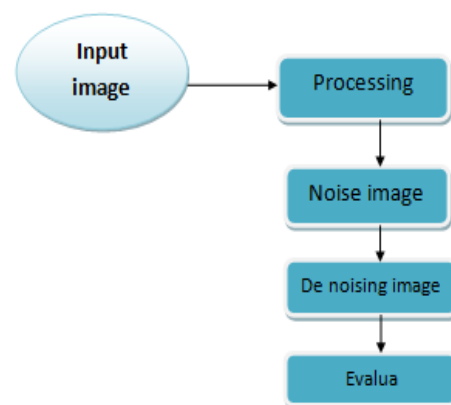 Input
image
Processing
Noise image
De noising image
Evalua